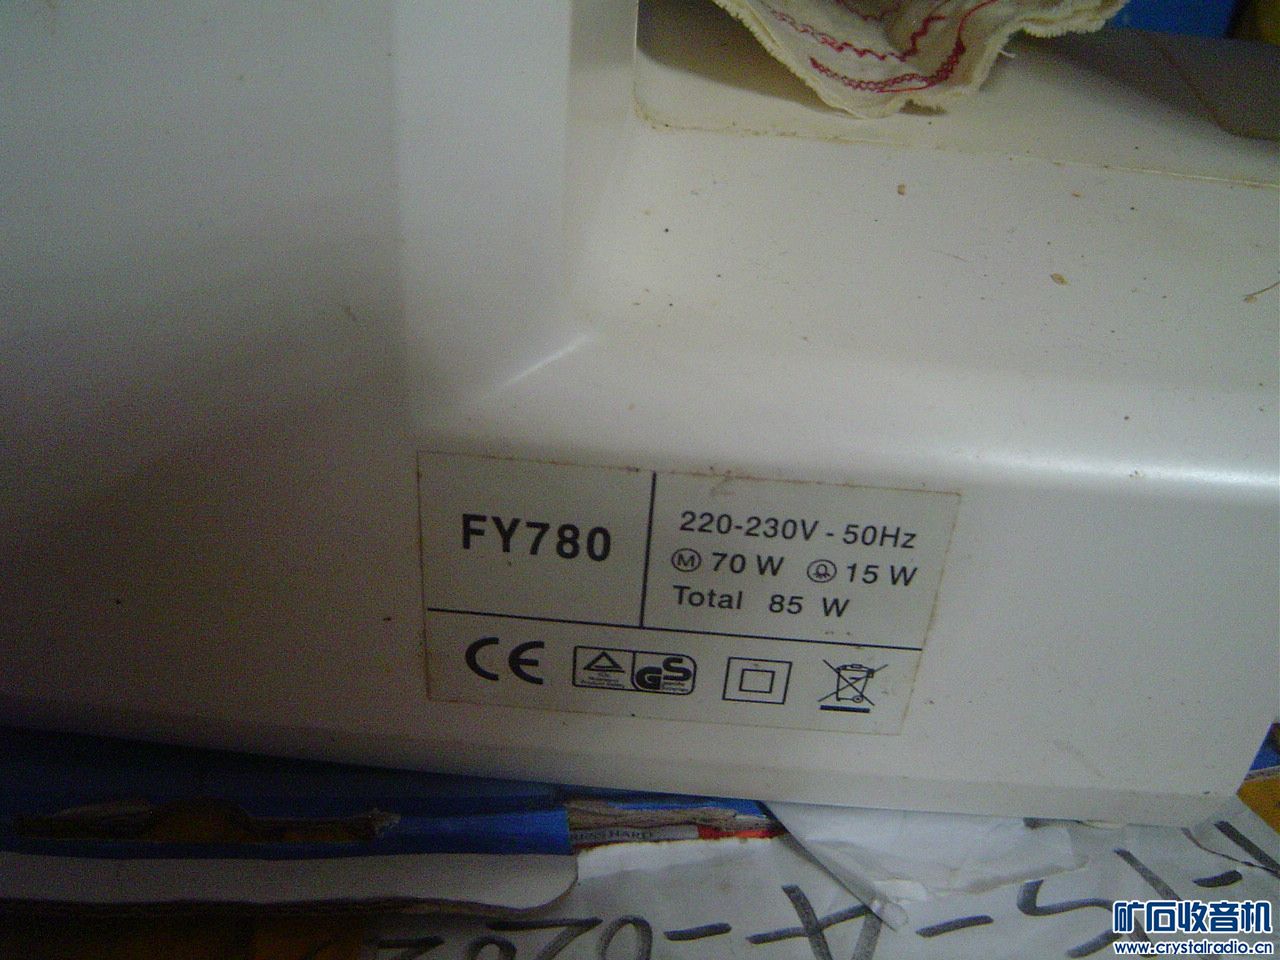 FY780
220-230V - 50Hz
Ⓜ 70 W 15 W
Total 85 W
CE
GS
矿石收音机
www.crystalradio.cn